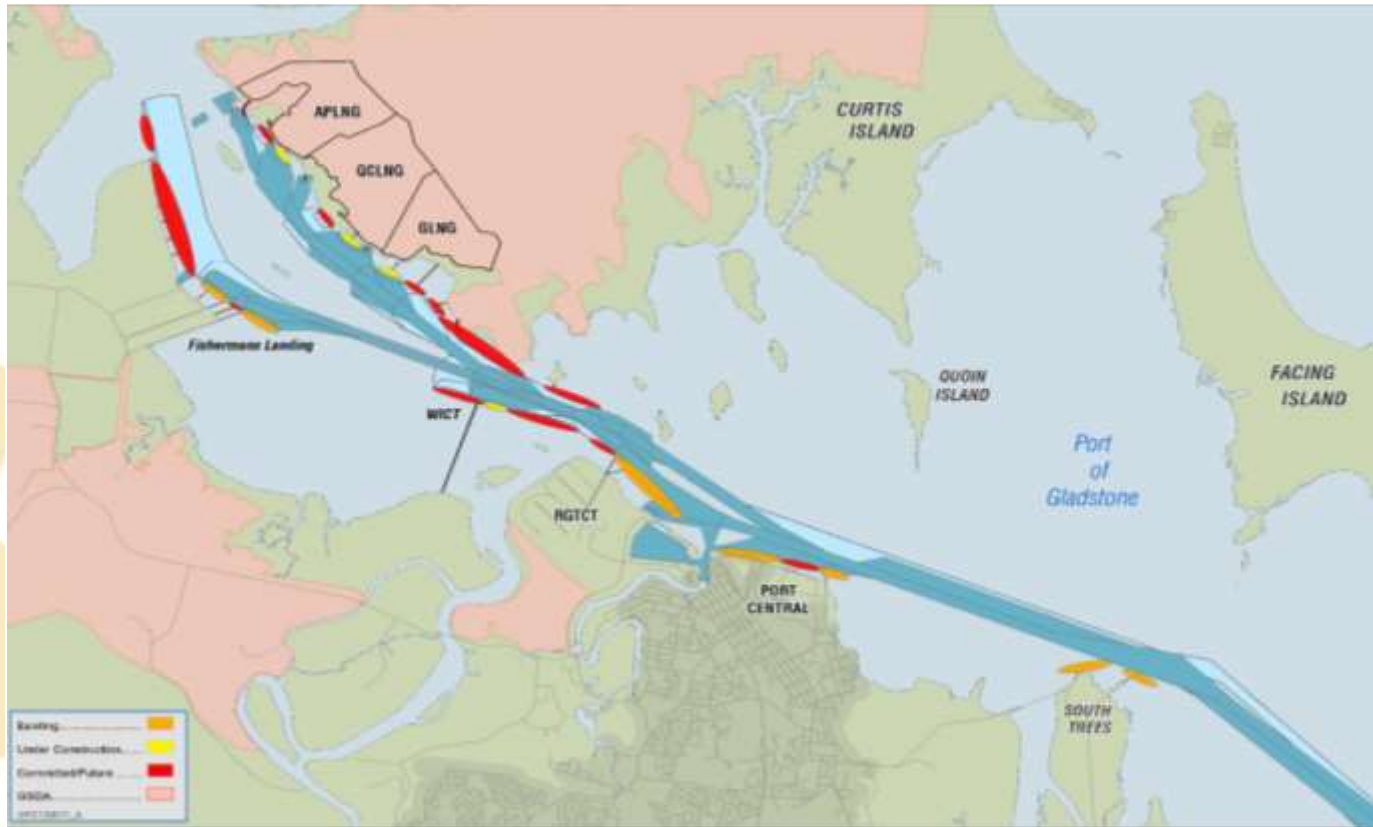 APLNG
QCLNG
GLNG
CURTIS
ISLAND
Fishermans Landing
WICT
QUOIN
ISLAND
FACING
ISLAND
Port
of
Gladstone
RGTCT
PORT
CENTRAL
SOUTH
TREES
Existing
Under Construction
Committed/Future
GSDA